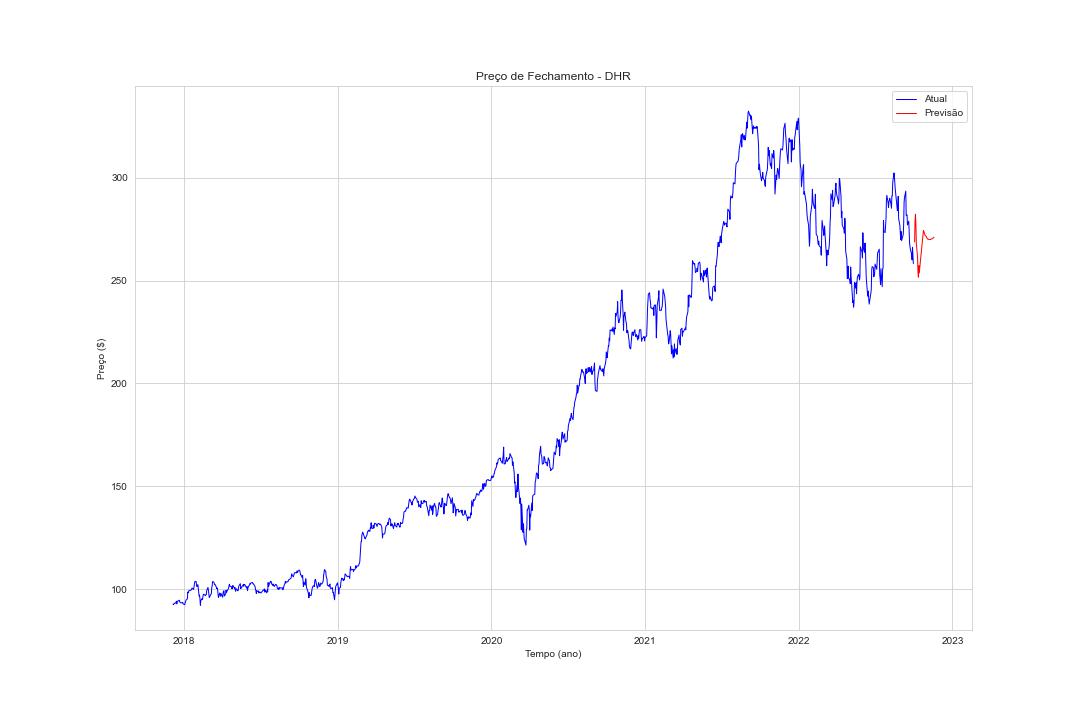 Preço de Fechamento - DHR
Atual
Previsão
300
250
200
150
100
Preço ($)
2018 2019 2020 2021 2022 2023
Tempo (ano)